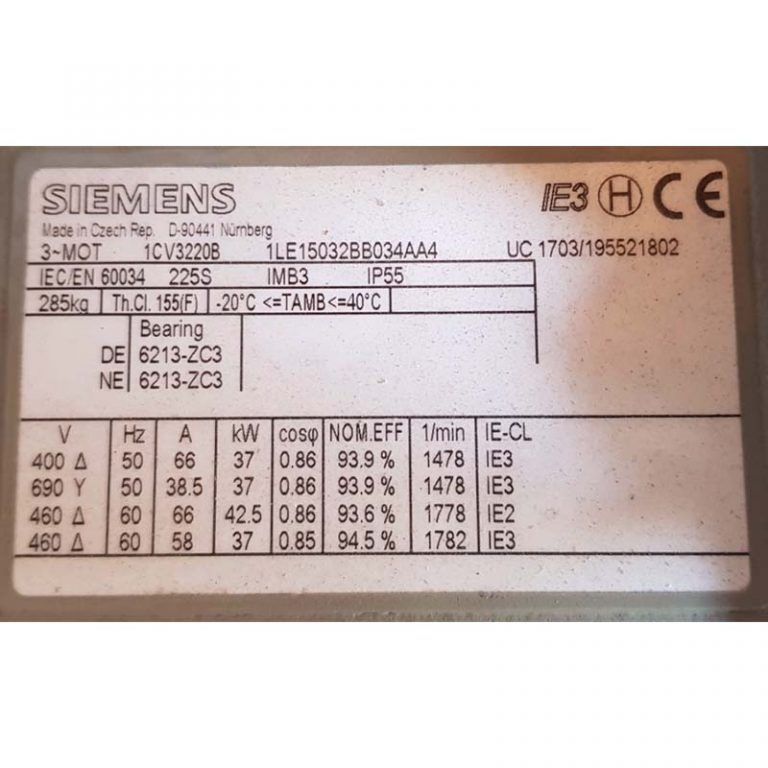 SIEMENS IE3 H CE
Made in Czech Rep. D-90441 Nürnberg
3~MOT 1CV3220B 1LE15032BB034AA4 UC 1703/195521802
IEC/EN 60034 225S IMB3 IP55
285kg Th.Cl. 155(F) -20°C <=TAMB<=40°C
Bearing
DE 6213-ZC3
NE 6213-ZC3
V Hz A kW cosφ NOM.EFF 1/min IE-CL
400 Δ 50 66 37 0.86 93.9 % 1478 IE3
690 Y 50 38.5 37 0.86 93.9 % 1478 IE3
460 Δ 60 66 42.5 0.86 93.6 % 1778 IE2
460 Δ 60 58 37 0.85 94.5 % 1782 IE3